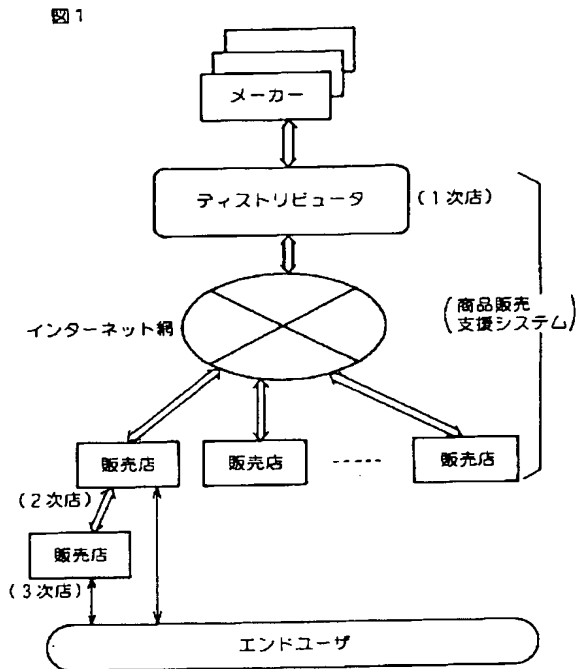 図1
メーカー
ディストリビュータ
(1次店)
インターネット網
(商品販売
支援システム)
販売店
販売店
-----
販売店
(2次店)
販売店
(3次店)
エンドユーザ